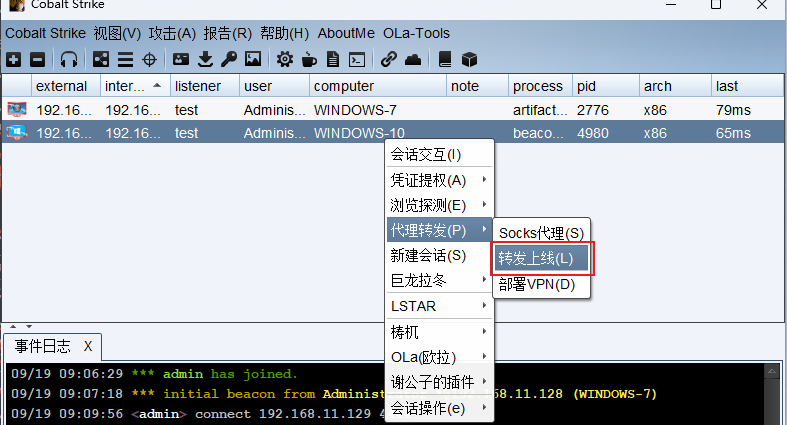 Cobalt Strike
Cobalt Strike 视图(V) 攻击(A) 报告(R) 帮助(H) AboutMe OLa-Tools
external inter... listener user computer note process pid arch last
192.16... 192.16... test Adminis... WINDOWS-7 artifact... 2776 x86 79ms
192.16... 192.16... test Adminis... WINDOWS-10 beaco... 4980 x86 65ms
会话交互(I)
凭证提权(A)
浏览探测(E)
代理转发(P)
新建会话(S)
巨龙拉冬
LSTAR
梼杌
OLa(欧拉)
谢公子的插件
会话操作(e)
Socks代理(S)
转发上线(L)
部署VPN(D)
事件日志 X
09/19 09:06:29 *** admin has joined.
09/19 09:07:18 *** initial beacon from Administ 168.11.128 (WINDOWS-7)
09/19 09:09:56 <admin> connect 192.168.11.129 4